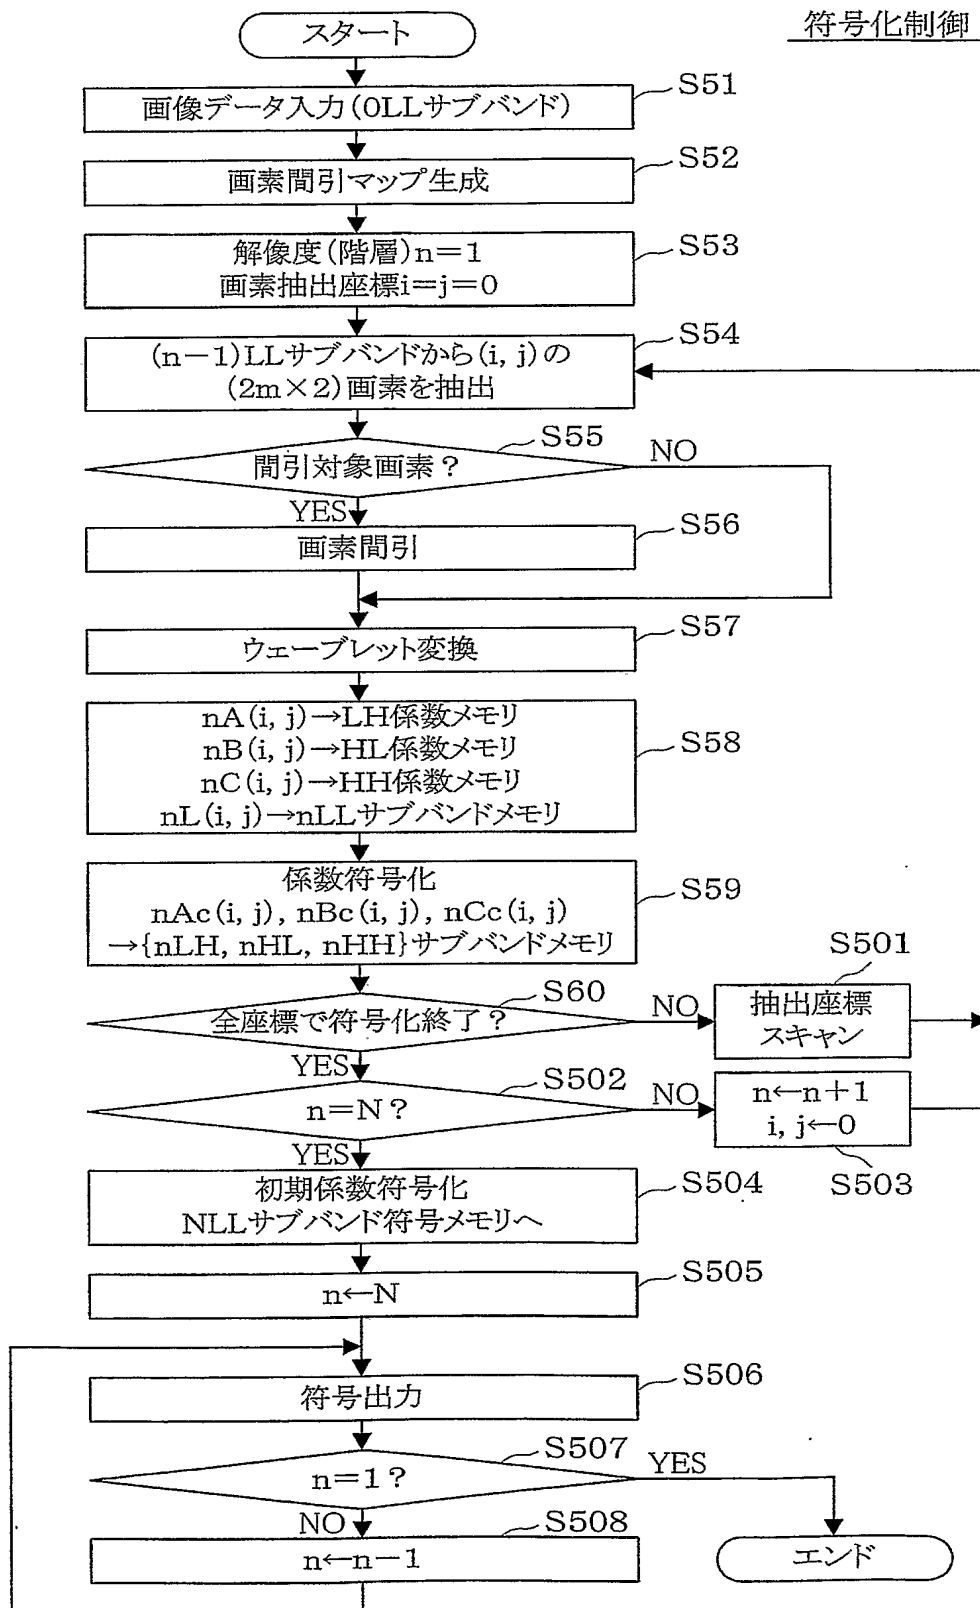 符号化制御
スタート
S51
画像データ入力(0LLサブバンド)
S52
画素間引マップ生成
S53
解像度(階層)n=1
画素抽出座標i=j=0
S54
(n-1)LLサブバンドから(i, j)の
(2m×2)画素を抽出
S55
間引対象画素?
NO
YES
S56
画素間引
S57
ウェーブレット変換
S58
nA(i, j)→LH係数メモリ
nB(i, j)→HL係数メモリ
nC(i, j)→HH係数メモリ
nL(i, j)→nLLサブバンドメモリ
S59
係数符号化
nAc(i, j), nBc(i, j), nCc(i, j)
→{nLH, nHL, nHH}サブバンドメモリ
S60
全座標で符号化終了?
NO
S501
抽出座標
スキャン
YES
S502
n=N?
NO
n←n+1
i, j←0
S503
YES
S504
初期係数符号化
NLLサブバンド符号メモリへ
S505
n←N
S506
符号出力
S507
n=1?
YES
NO
S508
n←n-1
エンド